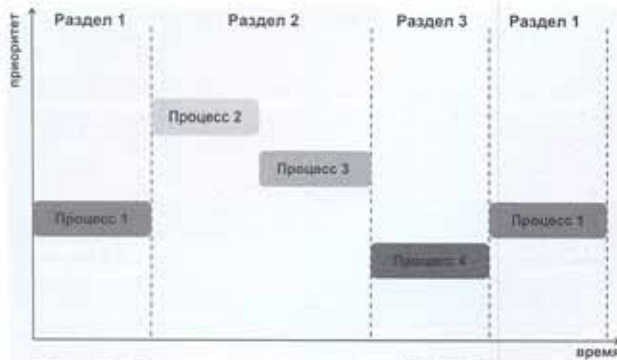 приоритет
Раздел 1 Раздел 2 Раздел 3 Раздел 1
Процесс 2
Процесс 3
Процесс 1 Процесс 1
Процесс 4
время